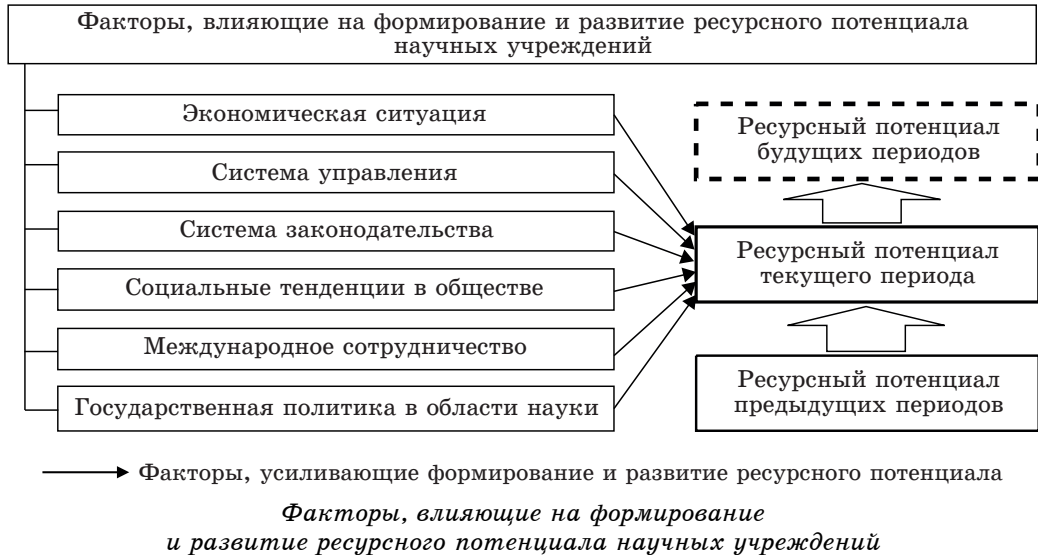 Факторы, влияющие на формирование и развитие ресурсного потенциала
научных учреждений
Экономическая ситуация
Система управления
Система законодательства
Социальные тенденции в обществе
Международное сотрудничество
Государственная политика в области науки
Ресурсный потенциал
будущих периодов
Ресурсный потенциал
текущего периода
Ресурсный потенциал
предыдущих периодов
Факторы, усиливающие формирование и развитие ресурсного потенциала
Факторы, влияющие на формирование
и развитие ресурсного потенциала научных учреждений